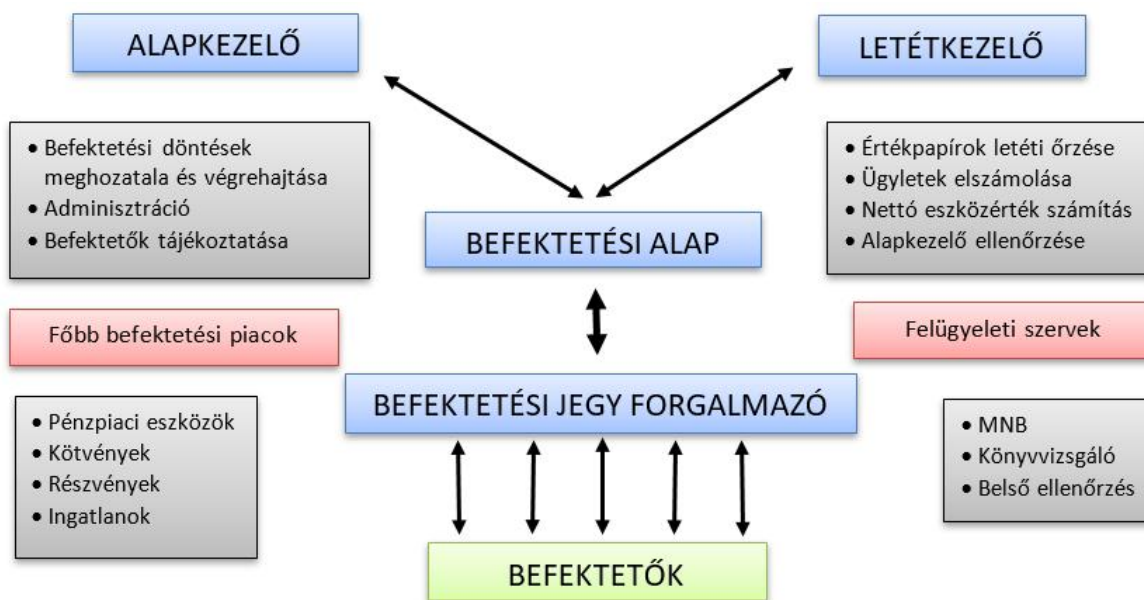 ALAPKEZELŐ
LETÉTKEZELŐ
• Befektetési döntések
meghozatala és végrehajtása
• Adminisztráció
• Befektetők tájékoztatása
• Értékpapírok letéti őrzése
• Ügyletek elszámolása
• Nettó eszközérték számítás
• Alapkezelő ellenőrzése
BEFEKTETÉSI ALAP
Főbb befektetési piacok
Felügyeleti szervek
BEFEKTETÉSI JEGY FORGALMAZÓ
• Pénzpiaci eszközök
• Kötvények
• Részvények
• Ingatlanok
• MNB
• Könyvvizsgáló
• Belső ellenőrzés
BEFEKTETŐK